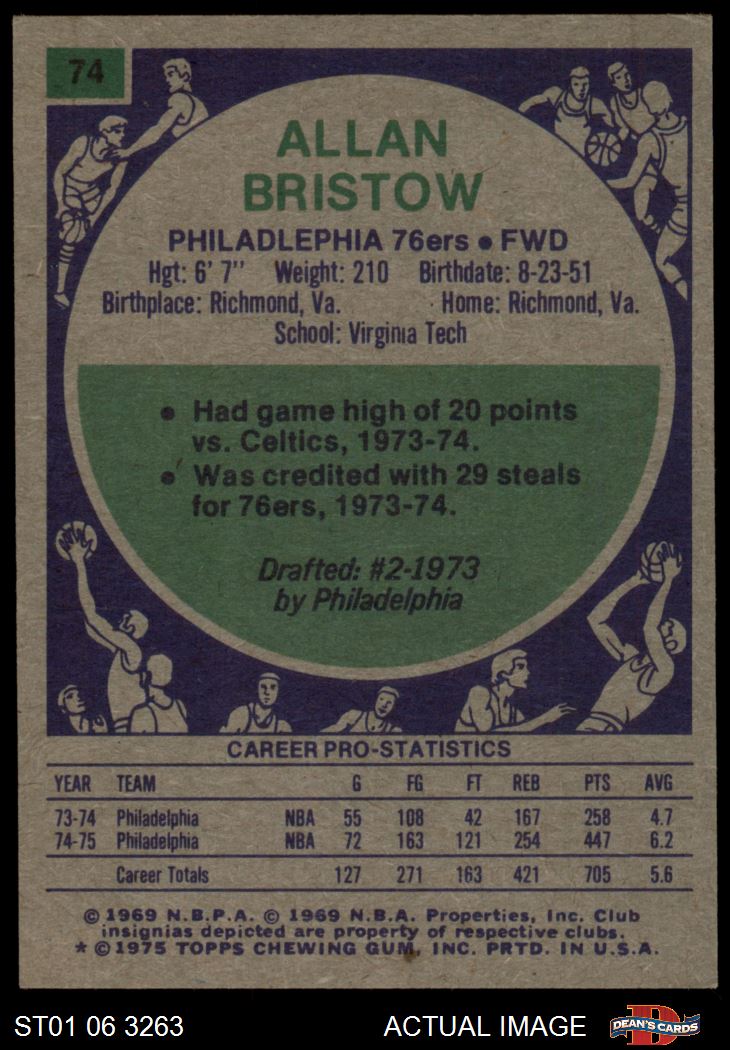 74
ALLAN
BRISTOW
PHILADLEPHIA 76ers • FWD
Hgt: 6' 7" Weight: 210 Birthdate: 8-23-51
Birthplace: Richmond, Va. Home: Richmond, Va.
School: Virginia Tech
• Had game high of 20 points
vs. Celtics, 1973-74.
• Was credited with 29 steals
for 76ers, 1973-74.
Drafted: #2-1973
by Philadelphia
CAREER PRO-STATISTICS
YEAR TEAM G FG FT REB PTS AVG
73-74 Philadelphia NBA 55 108 42 167 258 4.7
74-75 Philadelphia NBA 72 163 121 254 447 6.2
Career Totals 127 271 163 421 705 5.6
© 1969 N.B.P.A. © 1969 N.B.A. Properties, Inc. Club
insignias depicted are property of respective clubs.
* © 1975 TOPPS CHEWING GUM, INC. PRTD. IN U.S.A.
ST01 06 3263 ACTUAL IMAGE D DEAN'S CARDS